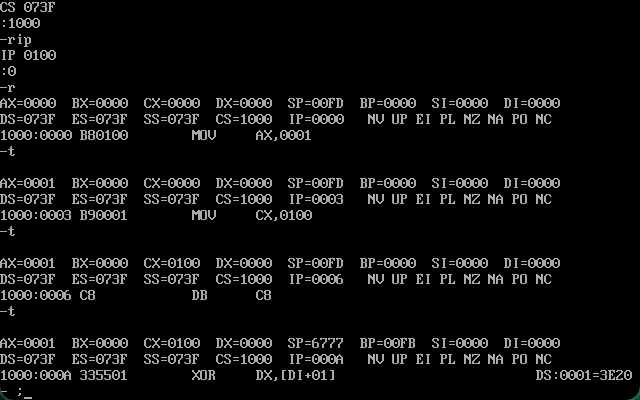 CS 073F
:1000
-rip
IP 0100
:0
-r
AX=0000 BX=0000 CX=0000 DX=0000 SP=00FD BP=0000 SI=0000 DI=0000
DS=073F ES=073F SS=073F CS=1000 IP=0000 NV UP EI PL NZ NA PO NC
1000:0000 B80100 MOV AX,0001
-t
AX=0001 BX=0000 CX=0000 DX=0000 SP=00FD BP=0000 SI=0000 DI=0000
DS=073F ES=073F SS=073F CS=1000 IP=0003 NV UP EI PL NZ NA PO NC
1000:0003 B90001 MOV CX,0100
-t
AX=0001 BX=0000 CX=0100 DX=0000 SP=00FD BP=0000 SI=0000 DI=0000
DS=073F ES=073F SS=073F CS=1000 IP=0006 NV UP EI PL NZ NA PO NC
1000:0006 C8 DB C8
-t
AX=0001 BX=0000 CX=0100 DX=0000 SP=6777 BP=00FB SI=0000 DI=0000
DS=073F ES=073F SS=073F CS=1000 IP=000A NV UP EI PL NZ NA PO NC
1000:000A 335501 XOR DX,[DI+01] DS:0001=3E20
- ;_